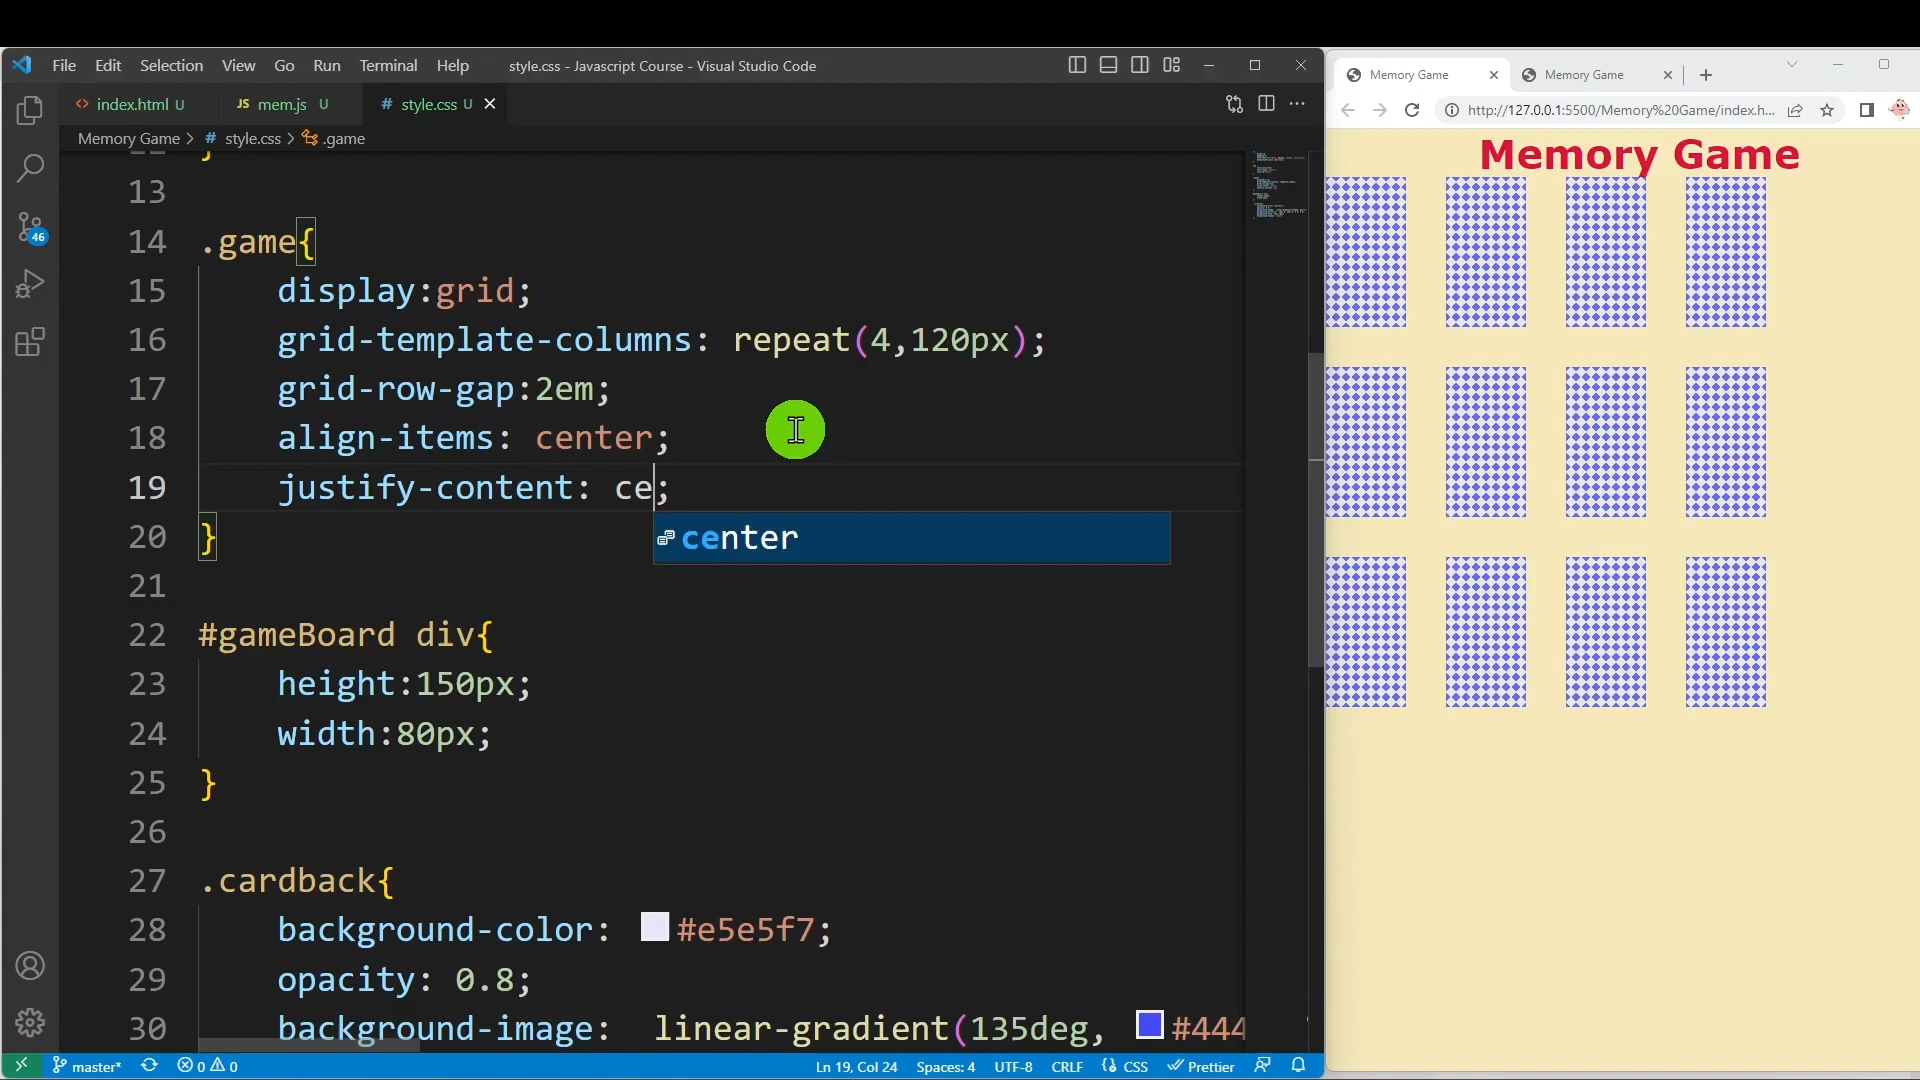 File Edit Selection View Go Run Terminal Help style.css - Javascript Course - Visual Studio Code
index.html U JS mem.js U # style.css U
Memory Game > # style.css > .game
13
14 .game{
15 display:grid;
16 grid-template-columns: repeat(4,120px);
17 grid-row-gap:2em;
18 align-items: center;
19 justify-content: ce;
center
20 }
21
22 #gameBoard div{
23 height:150px;
24 width:80px;
25 }
26
27 .cardback{
28 background-color: #e5e5f7;
29 opacity: 0.8;
30 background-image: linear-gradient(135deg, #444
46
master* 0 0 Ln 19, Col 24 Spaces: 4 UTF-8 CRLF CSS Prettier
Memory Game Memory Game
http://127.0.0.1:5500/Memory%20Game/index.h...
Memory Game